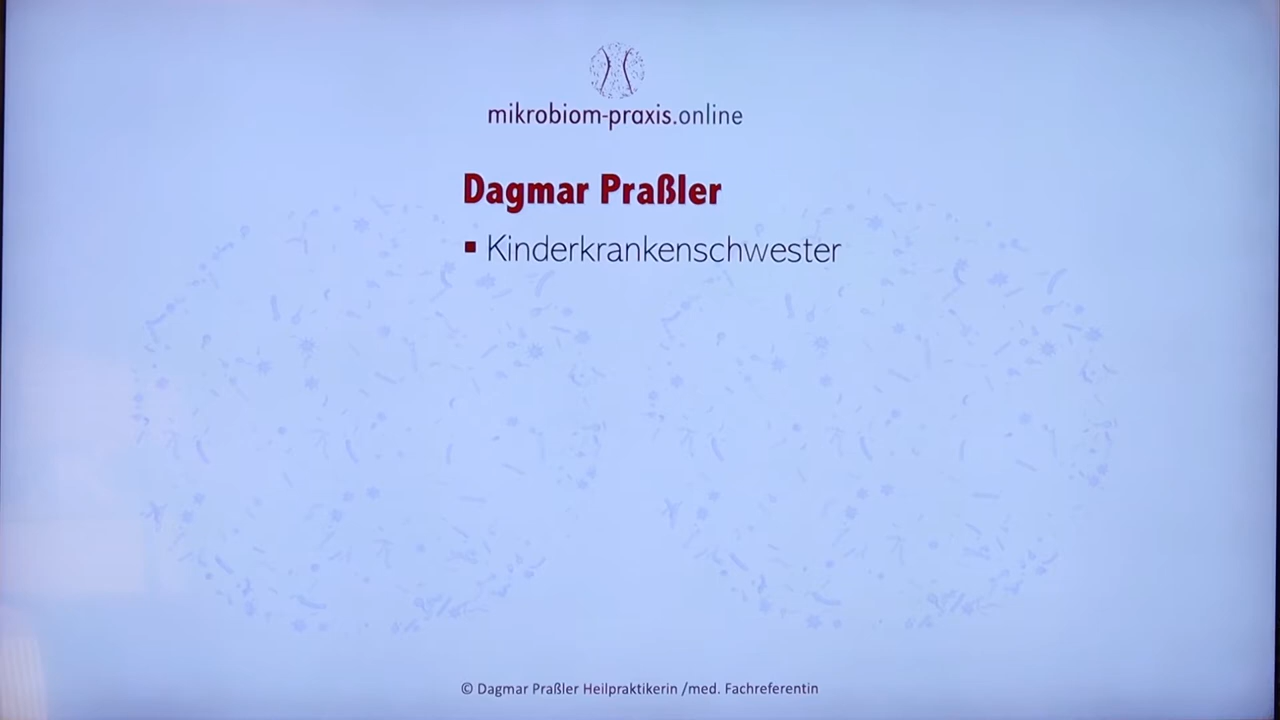 mikrobiom-praxis.online
Dagmar Praßler
▪ Kinderkrankenschwester
© Dagmar Praßler Heilpraktikerin /med. Fachreferentin